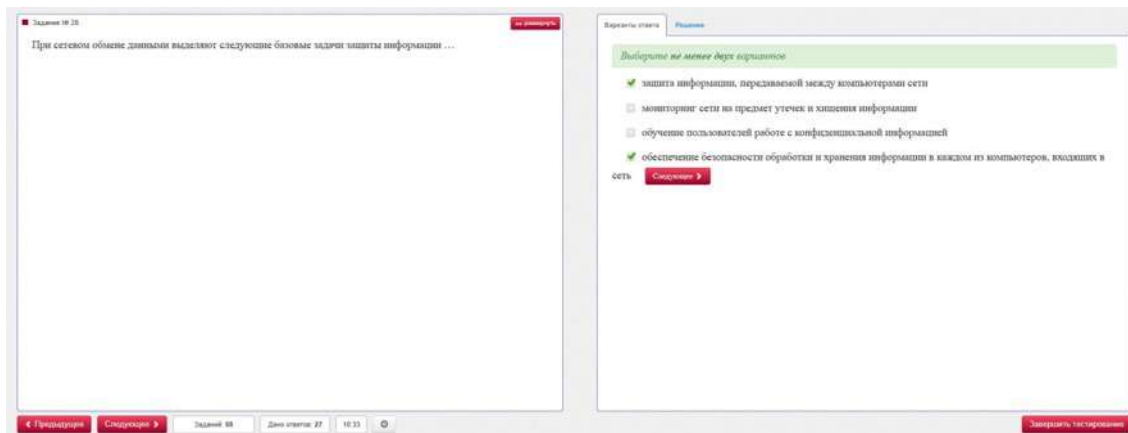 Задание № 28
развернуть
При сетевом обмене данными выделяют следующие базовые задачи защиты информации …
Варианты ответа
Решение
Выберите не менее двух вариантов
защита информации, передаваемой между компьютерами сети
мониторинг сети на предмет утечек и хищения информации
обучение пользователей работе с конфиденциальной информацией
обеспечение безопасности обработки и хранения информации в каждом из компьютеров, входящих в
сеть Следующее
Предыдущее Следующее Заданий: Дано ответов: 27 10:33 Завершить тестирование